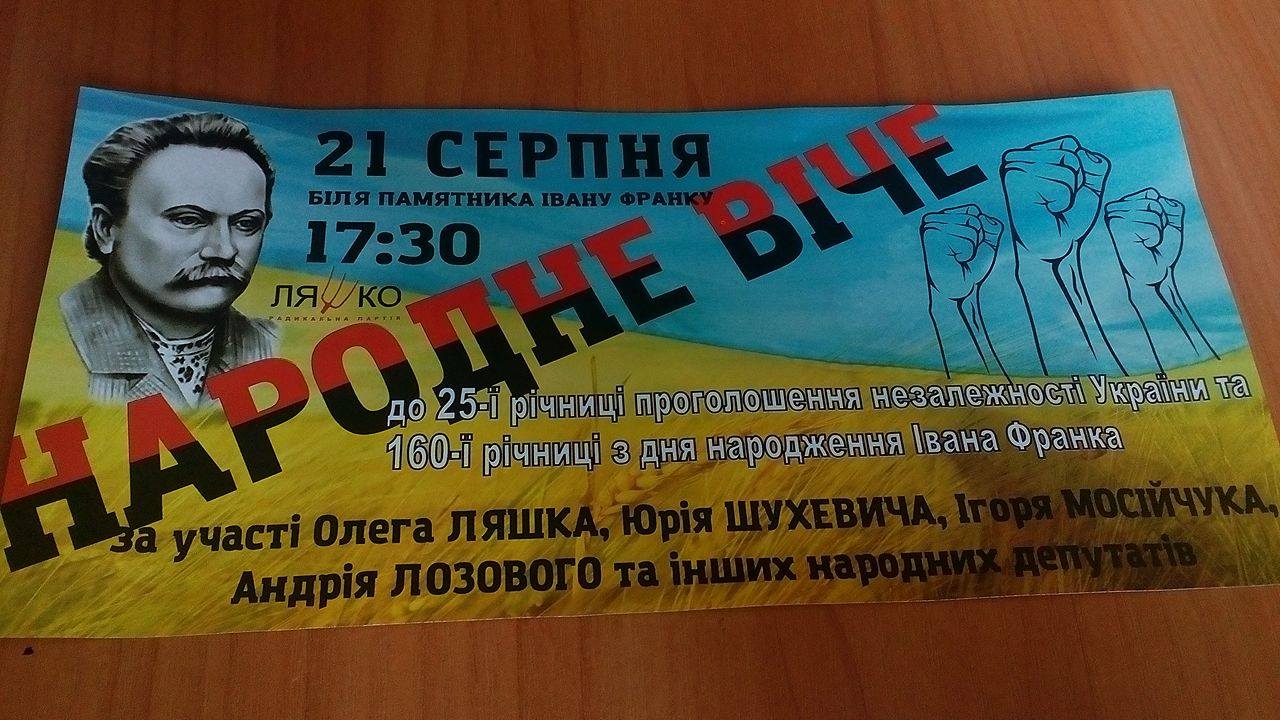 21 СЕРПНЯ
БІЛЯ ПАМЯТНИКА ІВАНУ ФРАНКУ
17:30
ЛЯШКО
РАДИКАЛЬНА ПАРТІЯ
НАРОДНЕ ВІЧЕ
до 25-ї річниці проголошення незалежності України та
160-ї річниці з дня народження Івана Франка
за участі Олега ЛЯШКА, Юрія ШУХЕВИЧА, Ігоря МОСІЙЧУКА,
Андрія ЛОЗОВОГО та інших народних депутатів